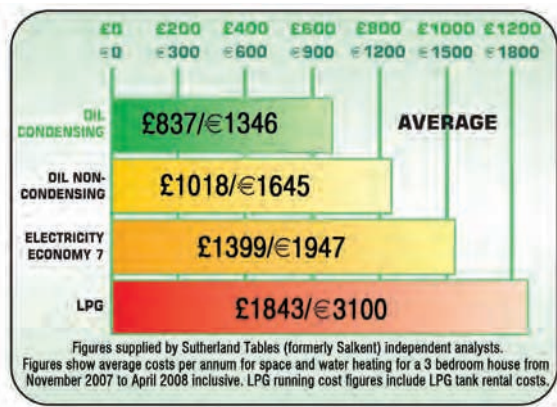 £0 £200 £400 £600 £800 £1000 £1200
€0 €300 €600 €900 €1200 €1500 €1800
OIL
CONDENSING
£837/€1346
AVERAGE
OIL NON-
CONDENSING
£1018/€1645
ELECTRICITY
ECONOMY 7
£1399/€1947
LPG
£1843/€3100
Figures supplied by Sutherland Tables (formerly Salkent) independent analysts.
Figures show average costs per annum for space and water heating for a 3 bedroom house from
November 2007 to April 2008 inclusive. LPG running cost figures include LPG tank rental costs.